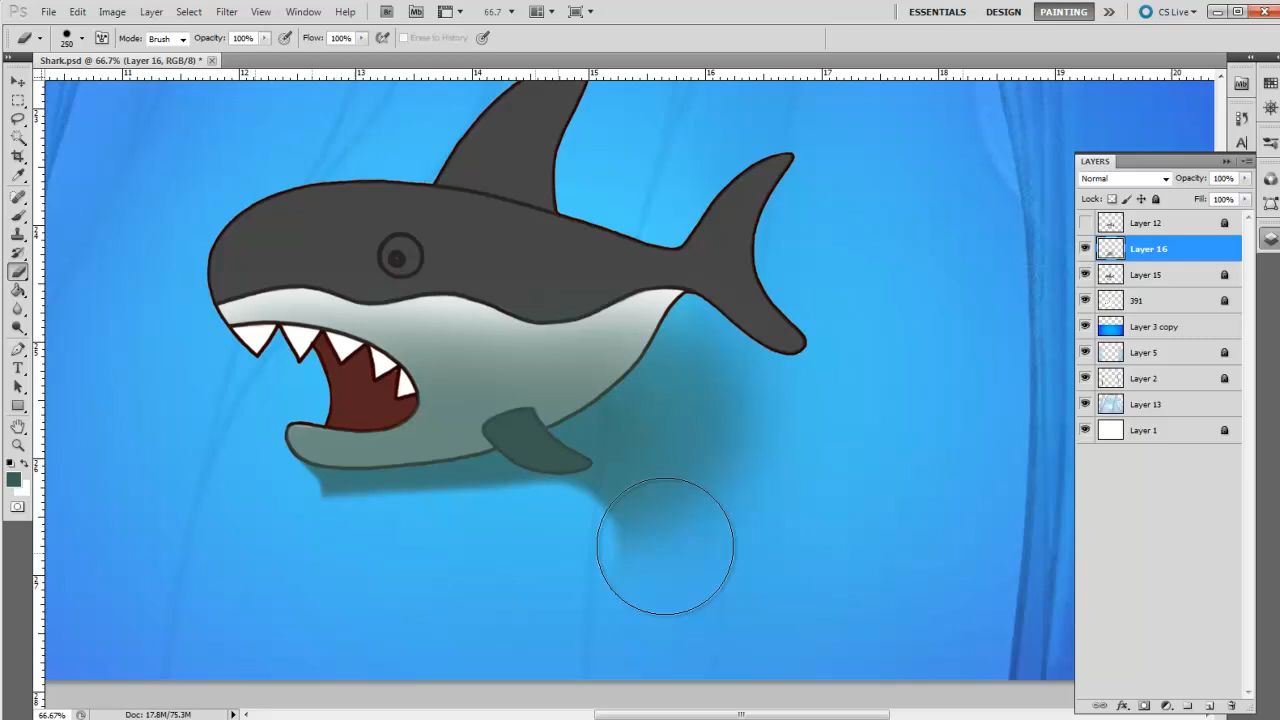 Ps File Edit Image Layer Select Filter View Window Help Br Mb 66.7 ESSENTIALS DESIGN PAINTING CS Live
250 Mode: Brush Opacity: 100% Flow: 100% Erase to History
Shark.psd @ 66.7% (Layer 16, RGB/8) *
11 12 13 14 15 16 17 18 19 20
LAYERS
Normal Opacity: 100%
Lock: Fill: 100%
Layer 12
Layer 16
Layer 15
391
Layer 3 copy
Layer 5
Layer 2
Layer 13
Layer 1
66.67% Doc: 17.8M/75.3M